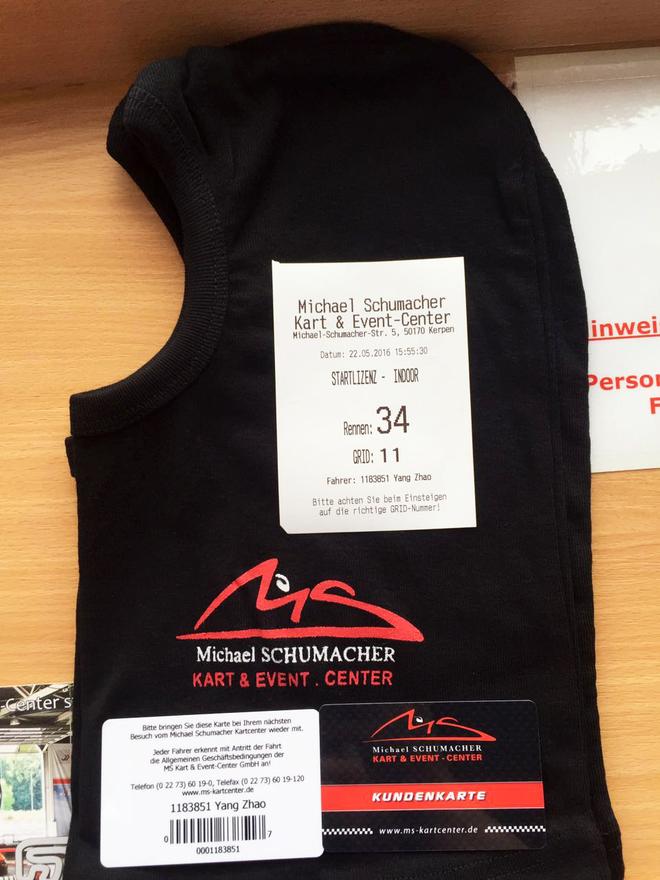 Michael Schumacher
Kart & Event-Center
Michael-Schumacher-Str. 5, 50170 Kerpen
Datum: 22.05.2016 15:55:30
STARTLIZENZ - INDOOR
Rennen: 34
GRID: 11
Fahrer: 1183851 Yang Zhao
Bitte achten Sie beim Einsteigen
auf die richtige GRID-Nummer!
MS
Michael SCHUMACHER
KART & EVENT . CENTER
Bitte bringen Sie diese Karte bei Ihrem nächsten
Besuch vom Michael Schumacher Kartcenter wieder mit.
Jeder Fahrer erkennt mit Antritt der Fahrt
die Allgemeinen Geschäftsbedingungen der
MS Kart & Event-Center GmbH an!
Telefon (0 22 73) 60 19-0, Telefax (0 22 73) 60 19-120
www.ms-kartcenter.de
1183851 Yang Zhao
0 7
0001183851
MS
Michael SCHUMACHER
KART & EVENT-CENTER
KUNDENKARTE
www.ms-kartcenter.de
-Center s